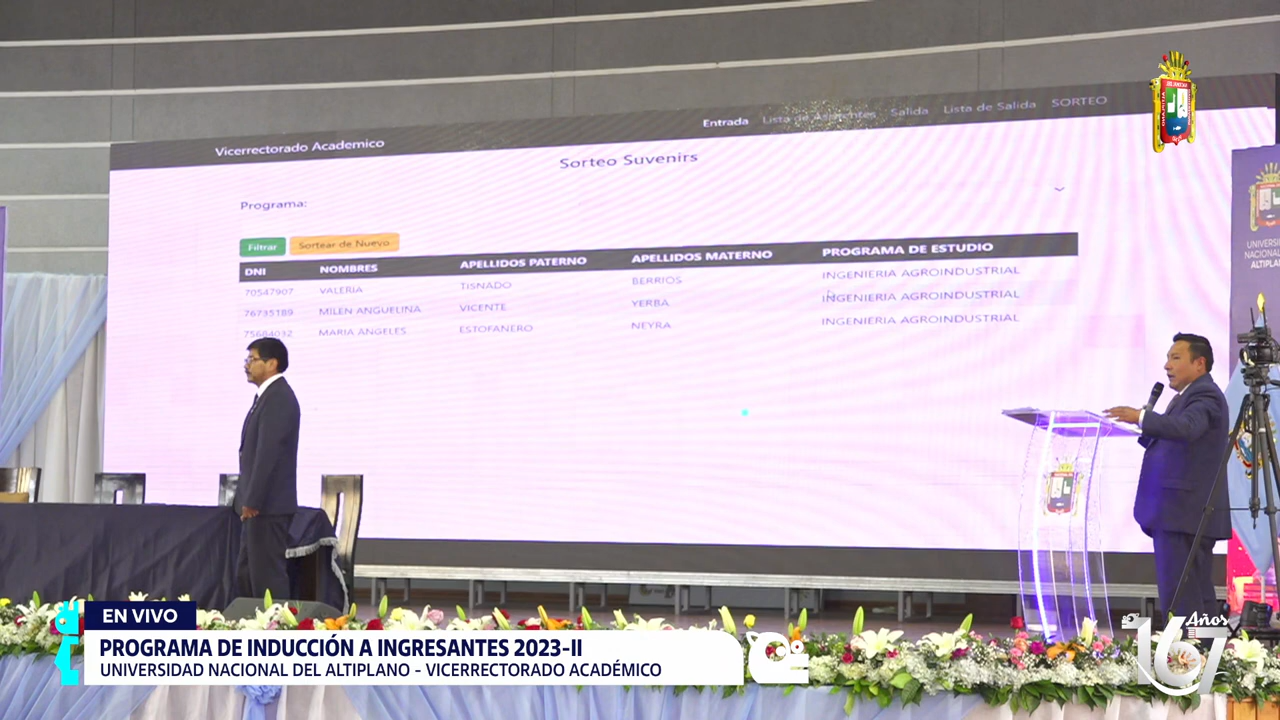 Vicerrectorado Academico
Entrada Lista de Asistentes Salida Lista de Salida SORTEO
Sorteo Suvenirs
Programa:
Filtrar Sortear de Nuevo
DNI NOMBRES APELLIDOS PATERNO APELLIDOS MATERNO PROGRAMA DE ESTUDIO
70547907 VALERIA TISNADO BERRIOS INGENIERIA AGROINDUSTRIAL
76735189 MILEN ANGUELINA VICENTE YERBA INGENIERIA AGROINDUSTRIAL
75684032 MARIA ANGELES ESTOFANERO NEYRA INGENIERIA AGROINDUSTRIAL
NACIONAL
ALTIPLANO
EN VIVO
PROGRAMA DE INDUCCIÓN A INGRESANTES 2023-II
UNIVERSIDAD NACIONAL DEL ALTIPLANO - VICERRECTORADO ACADÉMICO
167 Años